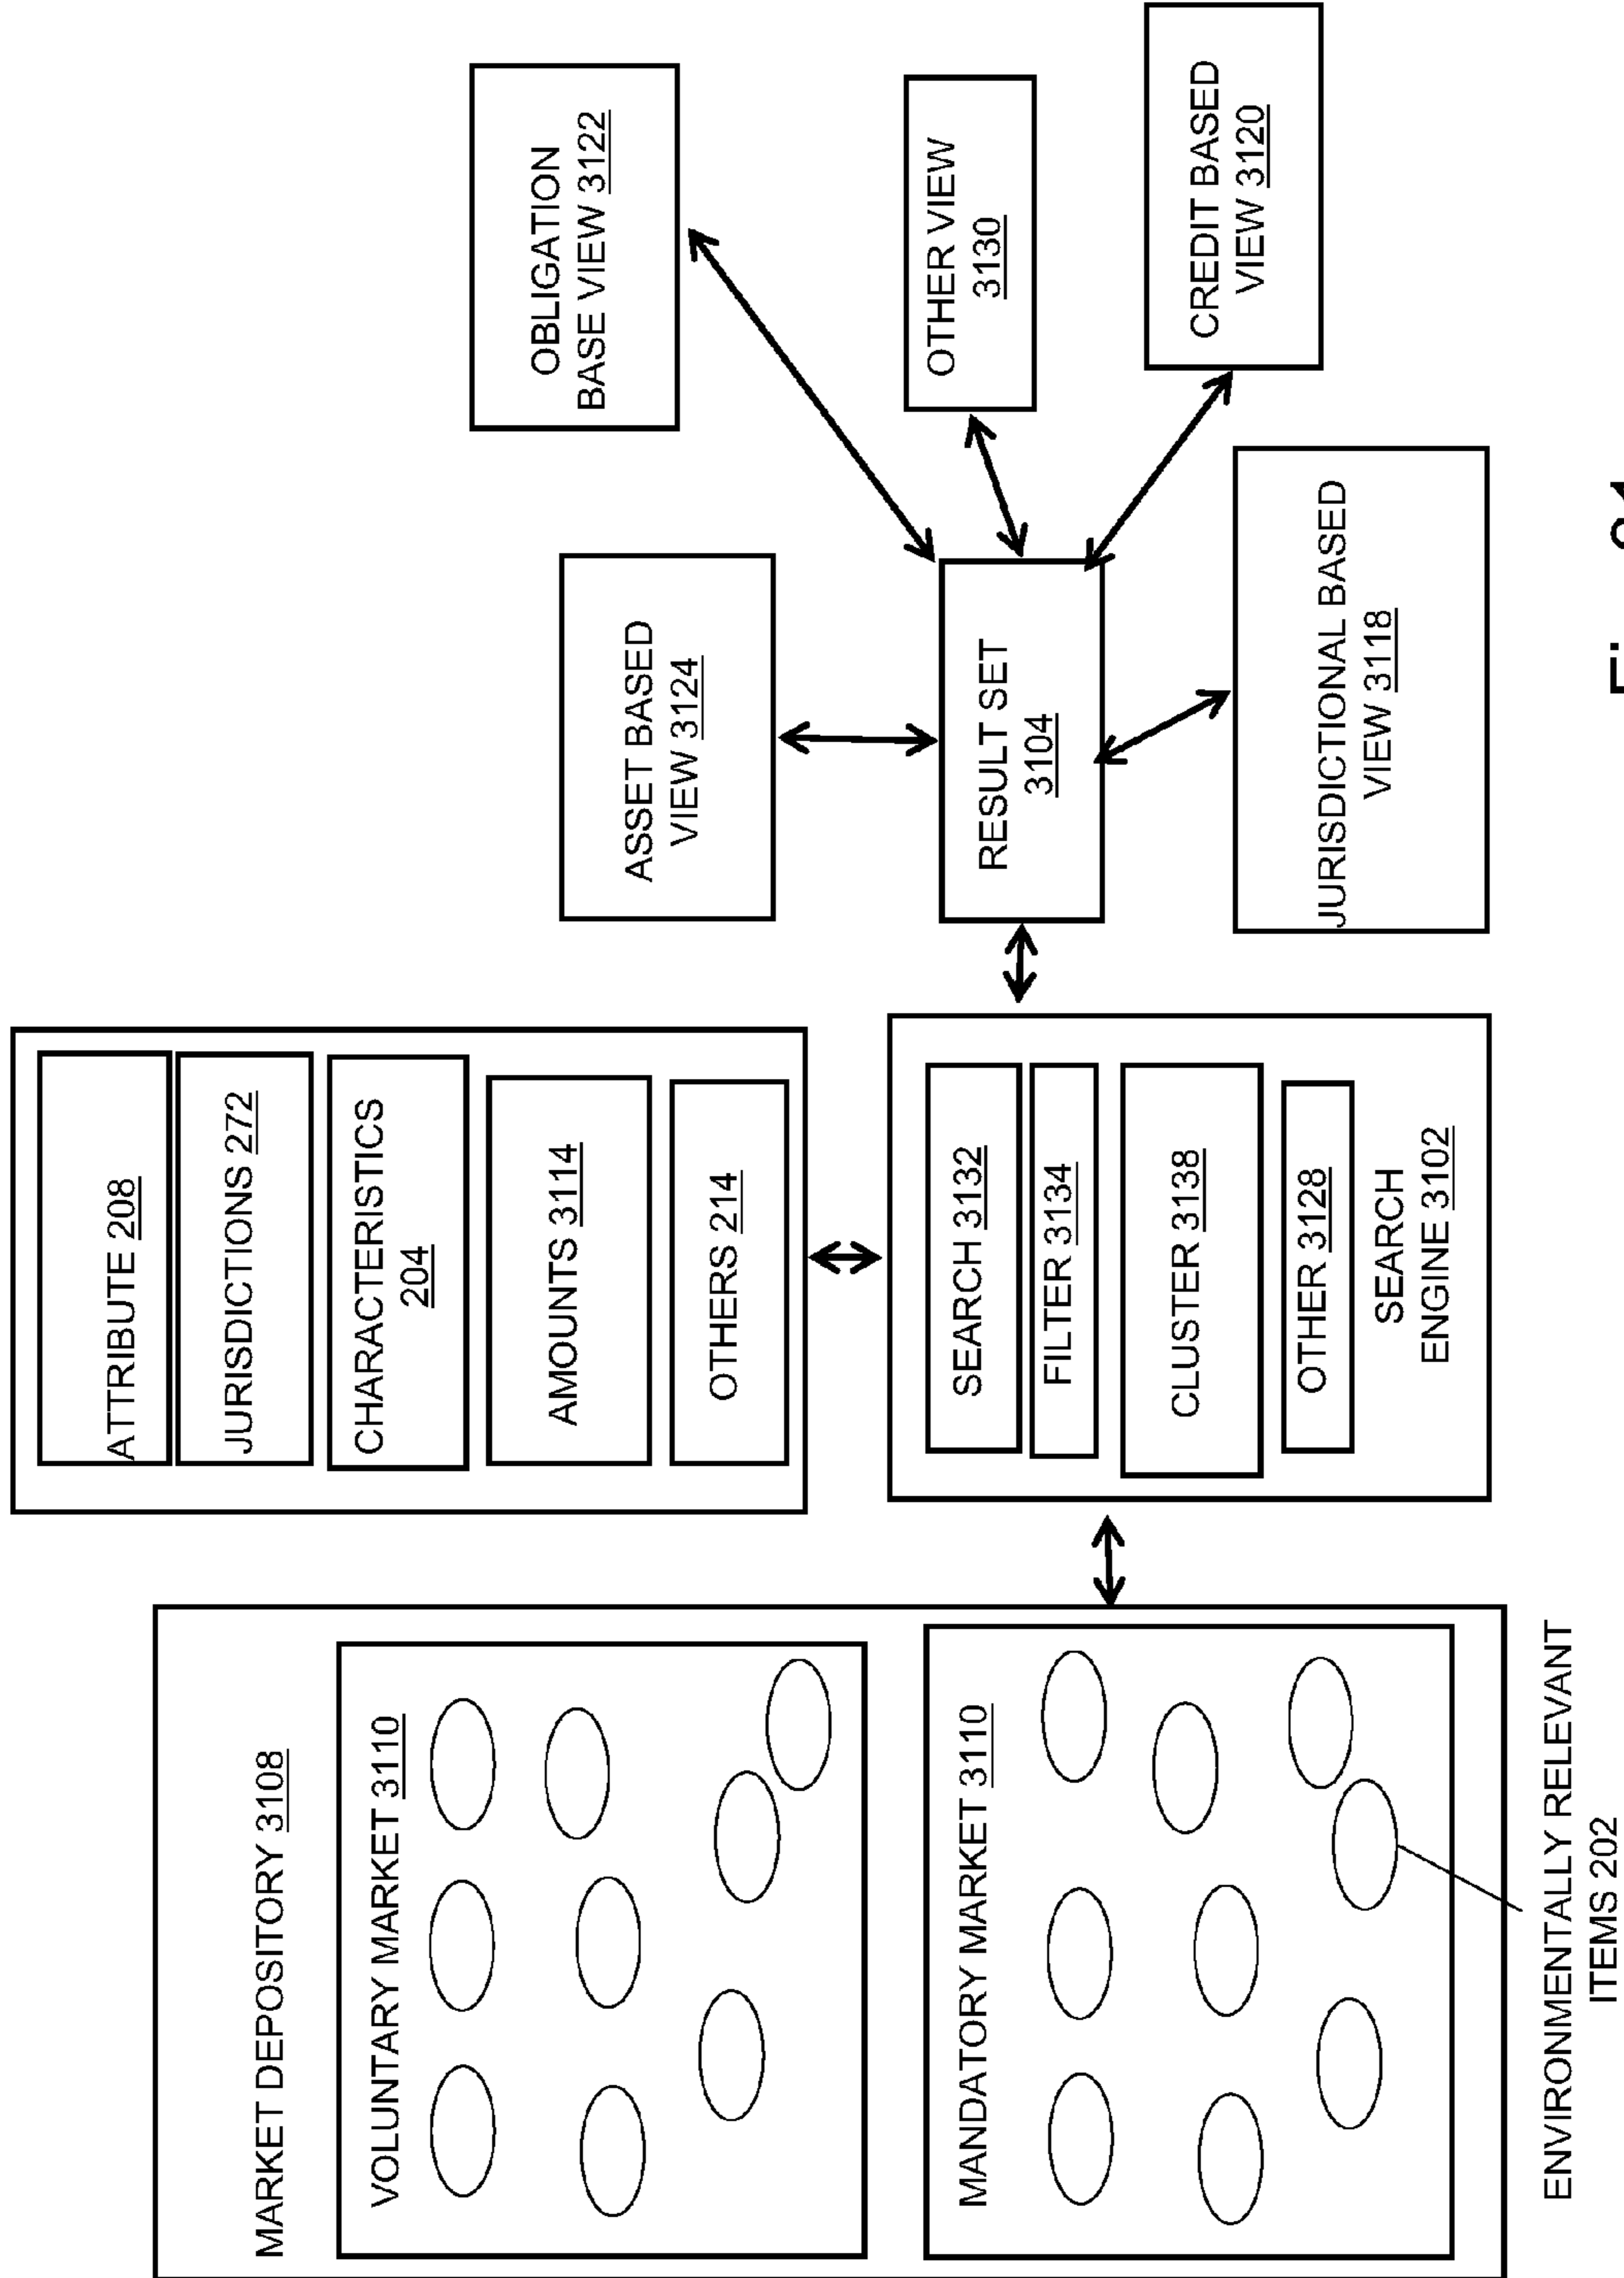 MARKET DEPOSITORY 3108
VOLUNTARY MARKET 3110
MANDATORY MARKET 3110
ENVIRONMENTALLY RELEVANT
ITEMS 202
ATTRIBUTE 208
JURISDICTIONS 272
CHARACTERISTICS
204
AMOUNTS 3114
OTHERS 214
SEARCH 3132
FILTER 3134
CLUSTER 3138
OTHER 3128
SEARCH
ENGINE 3102
ASSET BASED
VIEW 3124
RESULT SET
3104
JURISDICTIONAL BASED
VIEW 3118
OBLIGATION
BASE VIEW 3122
OTHER VIEW
3130
CREDIT BASED
VIEW 3120